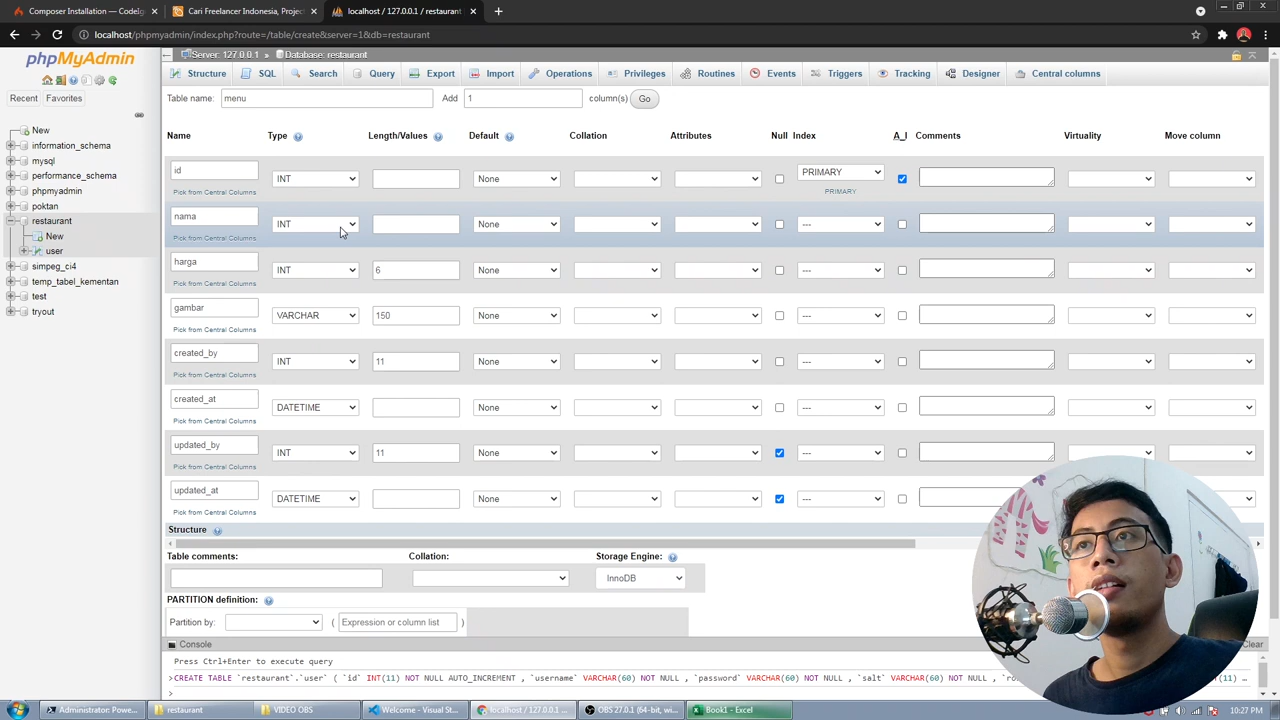 Composer Installation — CodeIg
Cari Freelancer Indonesia, Project
localhost / 127.0.0.1 / restaurant
localhost/phpmyadmin/index.php?route=/table/create&server=1&db=restaurant
phpMyAdmin
Recent Favorites
New
information_schema
mysql
performance_schema
phpmyadmin
poktan
restaurant
New
user
simpeg_ci4
temp_tabel_kementan
test
tryout
Server: 127.0.0.1 » Database: restaurant
Structure SQL Search Query Export Import Operations Privileges Routines Events Triggers Tracking Designer Central columns
Table name: menu Add 1 column(s) Go
Name Type Length/Values Default Collation Attributes Null Index A_I Comments Virtuality Move column
id INT None PRIMARY
Pick from Central Columns PRIMARY
nama INT None ---
Pick from Central Columns
harga INT 6 None ---
Pick from Central Columns
gambar VARCHAR 150 None ---
Pick from Central Columns
created_by INT 11 None ---
Pick from Central Columns
created_at DATETIME None ---
Pick from Central Columns
updated_by INT 11 None ---
Pick from Central Columns
updated_at DATETIME None ---
Pick from Central Columns
Structure
Table comments: Collation: Storage Engine:
InnoDB
PARTITION definition:
Partition by: ( Expression or column list )
Console Clear
Press Ctrl+Enter to execute query
>CREATE TABLE `restaurant`.`user` ( `id` INT(11) NOT NULL AUTO_INCREMENT , `username` VARCHAR(60) NOT NULL , `password` VARCHAR(60) NOT NULL , `salt` VARCHAR(60) NOT NULL , `ro
>
Administrator: Powe...
restaurant
VIDEO OBS
Welcome - Visual St...
localhost / 127.0.0....
OBS 27.0.1 (64-bit, wi...
Book1 - Excel
10:27 PM